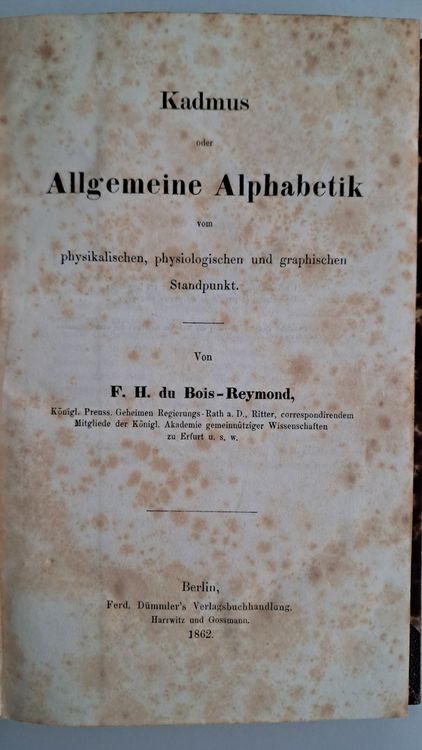 Kadmus
oder
Allgemeine Alphabetik
vom
physikalischen, physiologischen und graphischen
Standpunkt.
Von
F. H. du Bois-Reymond,
Königl. Preuss. Geheimen Regierungs-Rath a. D., Ritter, correspondirendem
Mitgliede der Königl. Akademie gemeinnütziger Wissenschaften
zu Erfurt u. s. w.
Berlin,
Ferd. Dümmler's Verlagsbuchhandlung.
Harrwitz und Gossmann.
1862.